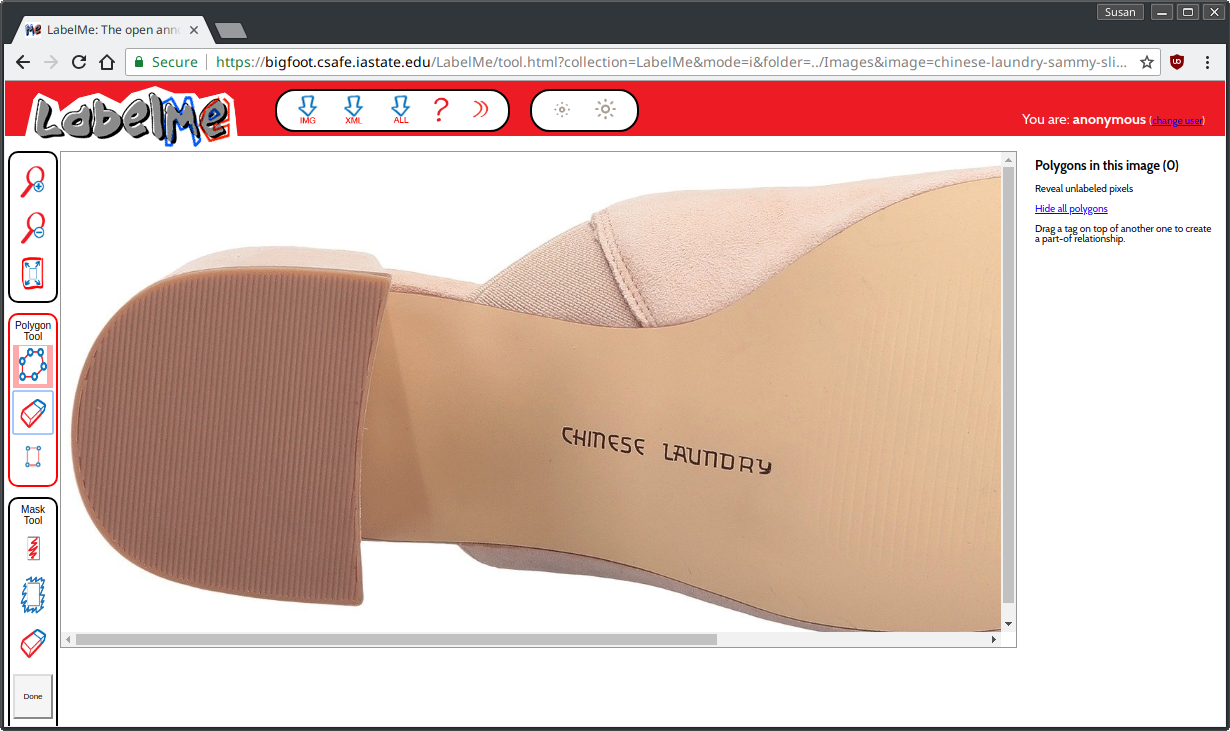 Susan
LabelMe: The open ann
Secure https://bigfoot.csafe.iastate.edu/LabelMe/tool.html?collection=LabelMe&mode=i&folder=../Images&image=chinese-laundry-sammy-sli...
LabelMe
IMG XML ALL ?
You are: anonymous (change user)
Polygons in this image (0)
Reveal unlabeled pixels
Hide all polygons
Drag a tag on top of another one to create
a part-of relationship.
Polygon
Tool
CHINESE LAUNDRY
Mask
Tool
Done